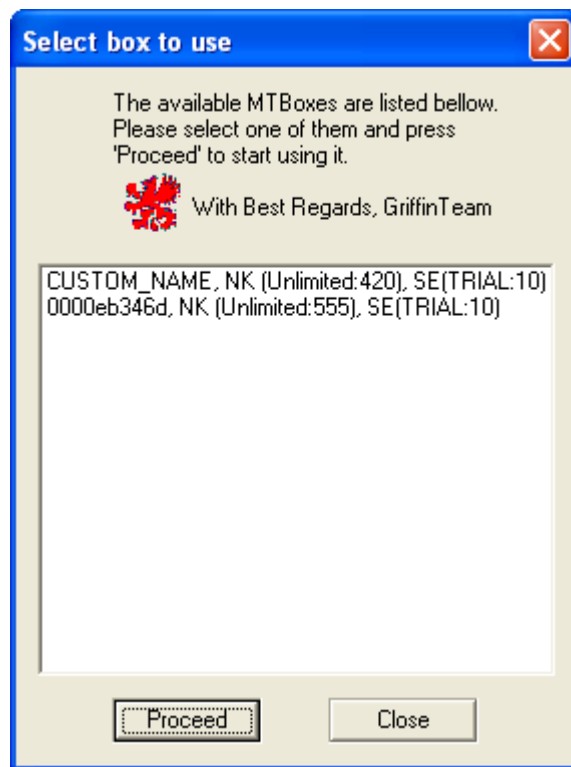 Select box to use
The available MTBoxes are listed bellow.
Please select one of them and press
'Proceed' to start using it.
With Best Regards, GriffinTeam
CUSTOM_NAME, NK (Unlimited:420), SE(TRIAL:10)
0000eb346d, NK (Unlimited:555), SE(TRIAL:10)
Proceed
Close